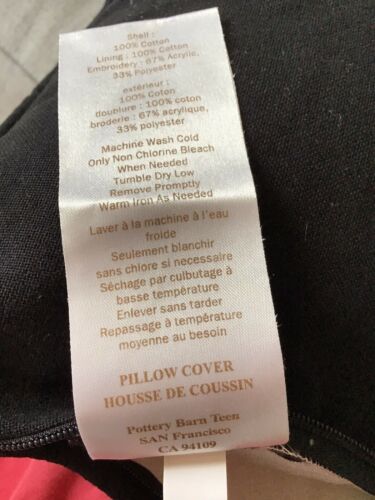 Shell :
100% Cotton
Lining : 100% Cotton
Embroidery : 67% Acrylic,
33% Polyester
extérieur :
100% Coton
doublure : 100% coton
broderie : 67% acrylique,
33% polyester
Machine Wash Cold
Only Non Chlorine Bleach
When Needed
Tumble Dry Low
Remove Promptly
Warm Iron As Needed
Laver à la machine à l'eau
froide
Seulement blanchir
sans chlore si necessaire
Séchage par culbutage à
basse température
Enlever sans tarder
Repassage à température
moyenne au besoin
PILLOW COVER
HOUSSE DE COUSSIN
Pottery Barn Teen
SAN Francisco
CA 94109